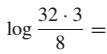 log 32 · 3 / 8 =